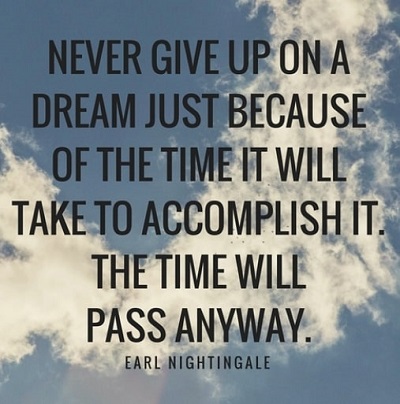 NEVER GIVE UP ON A
DREAM JUST BECAUSE
OF THE TIME IT WILL
TAKE TO ACCOMPLISH IT.
THE TIME WILL
PASS ANYWAY.
EARL NIGHTINGALE